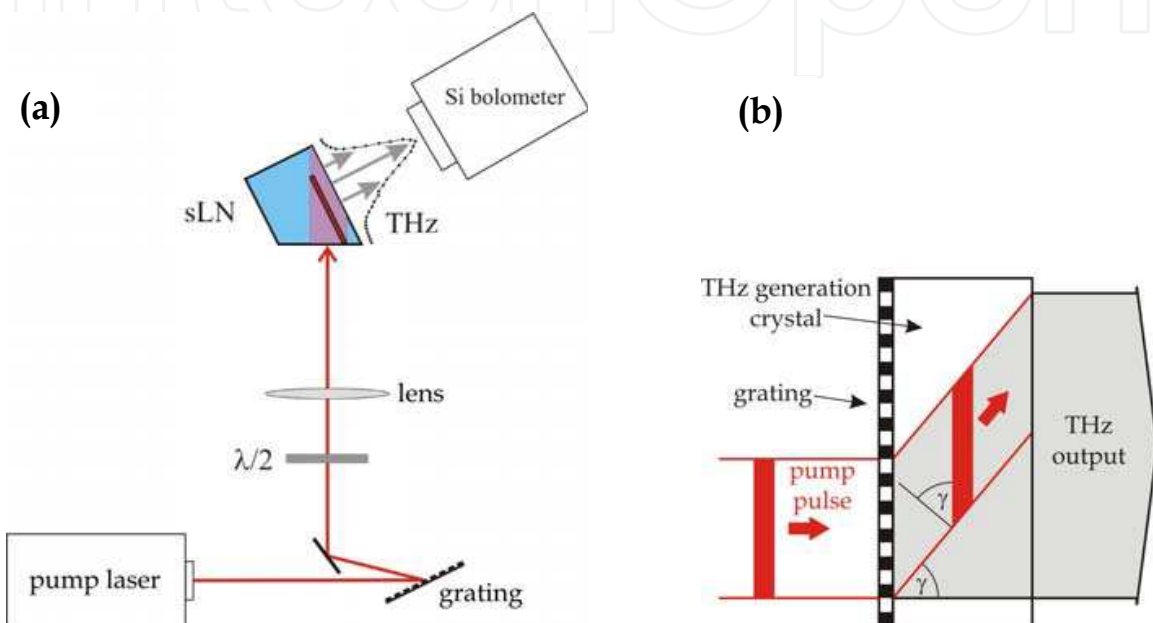 (a)
Si bolometer
sLN
THz
lens
λ/2
pump laser
grating
(b)
THz generation
crystal
grating
pump
pulse
γ
γ
THz
output